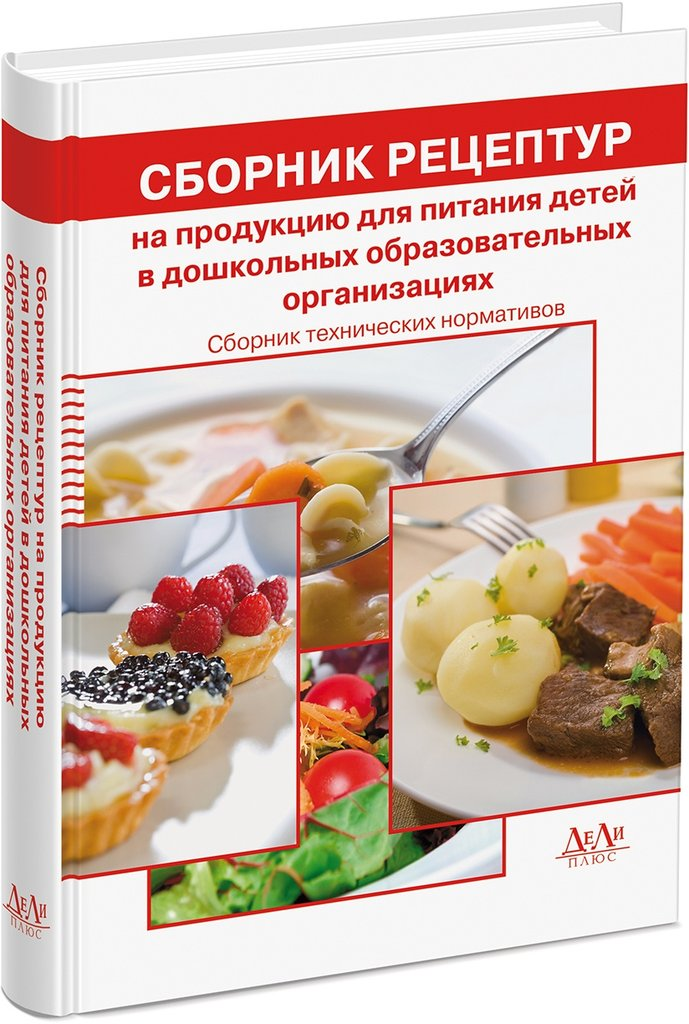 СБОРНИК РЕЦЕПТУР
на продукцию для питания детей
в дошкольных образовательных
организациях
Сборник технических нормативов
ДеЛи
ПЛЮС
Сборник рецептур на продукцию
для питания детей в дошкольных
образовательных организациях
ДеЛи
ПЛЮС